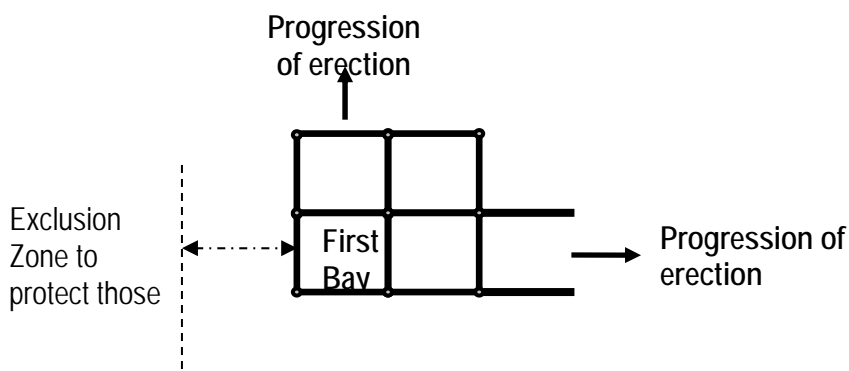 Progression
of erection
Exclusion
Zone to
protect those
First
Bay
Progression of
erection